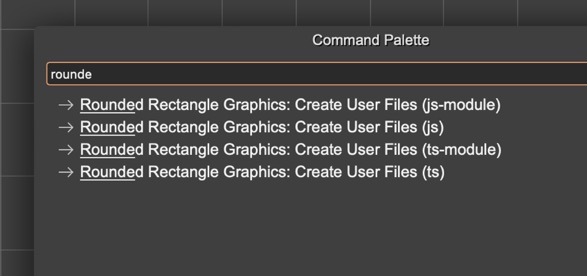 Command Palette
rounde
→ Rounded Rectangle Graphics: Create User Files (js-module)
→ Rounded Rectangle Graphics: Create User Files (js)
→ Rounded Rectangle Graphics: Create User Files (ts-module)
→ Rounded Rectangle Graphics: Create User Files (ts)